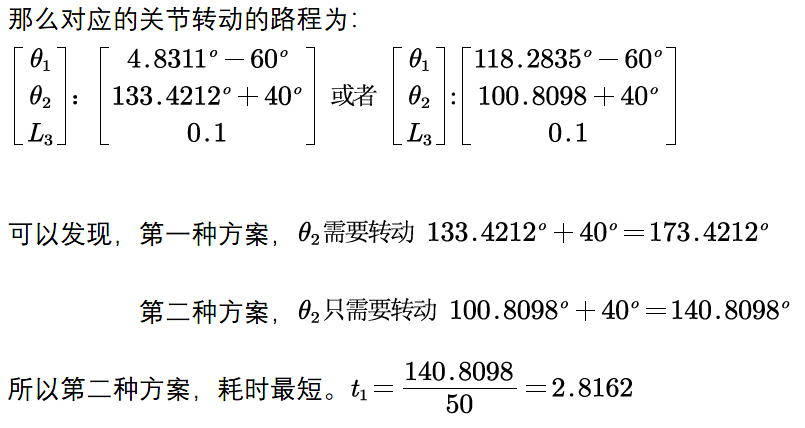 那么对应的关节转动的路程为：
[θ₁ θ₂ L₃]： [4.8311° − 60° 133.4212° + 40° 0.1] 或者 [θ₁ θ₂ L₃]: [118.2835° − 60° 100.8098 + 40° 0.1]
可以发现，第一种方案，θ₂需要转动 133.4212° + 40° = 173.4212°
第二种方案，θ₂只需要转动 100.8098° + 40° = 140.8098°
所以第二种方案，耗时最短。t₁ = 140.8098/50 = 2.8162